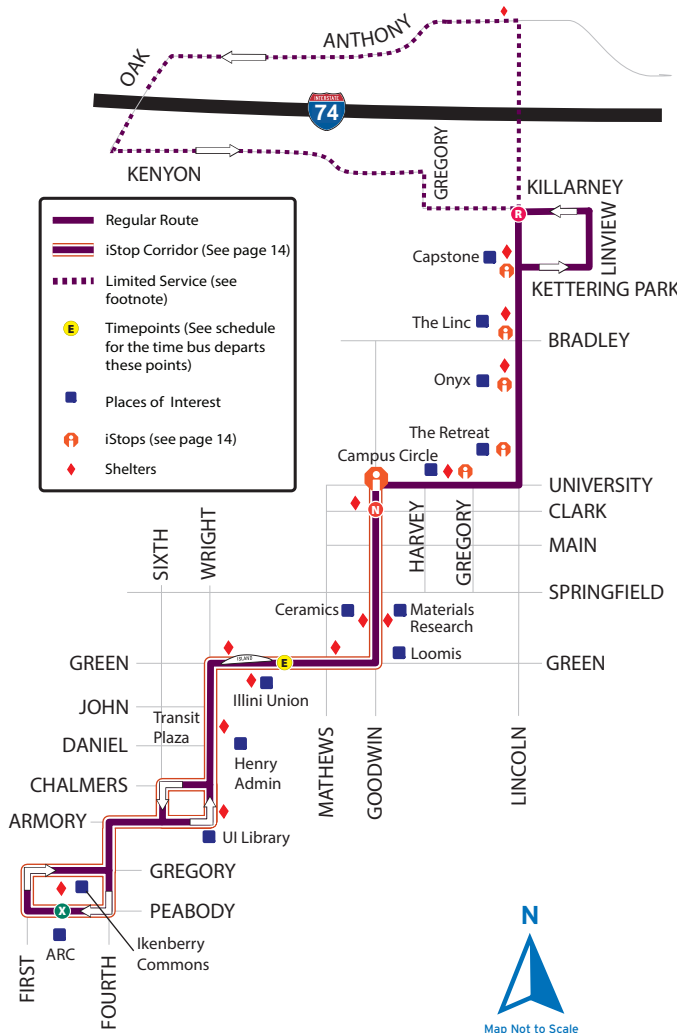 ANTHONY
OAK
INTERSTATE
74
KENYON
GREGORY
KILLARNEY
R
LINVIEW
KETTERING PARK
Regular Route
iStop Corridor (See page 14)
Limited Service (see
footnote)
E
Timepoints (See schedule
for the time bus departs
these points)
Places of Interest
iStops (see page 14)
Shelters
Capstone
The Linc
BRADLEY
Onyx
The Retreat
Campus Circle
UNIVERSITY
N
CLARK
HARVEY
GREGORY
MAIN
SIXTH
WRIGHT
SPRINGFIELD
Ceramics
Materials
Research
Loomis
GREEN
ISLAND
E
GREEN
Illini Union
JOHN
Transit
Plaza
DANIEL
Henry
Admin
MATHEWS
GOODWIN
LINCOLN
CHALMERS
ARMORY
UI Library
GREGORY
X
PEABODY
ARC
Ikenberry
Commons
FIRST
FOURTH
N
Map Not to Scale